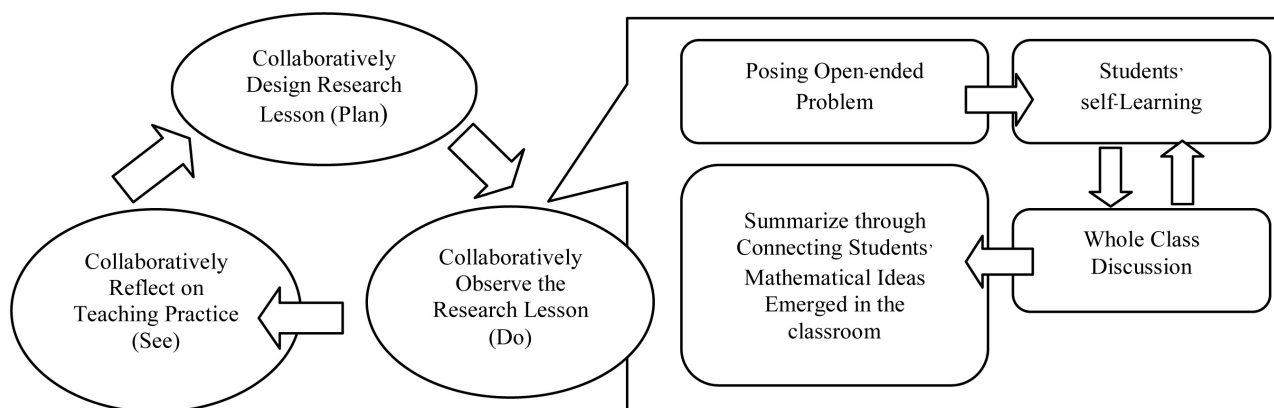 Collaboratively
Design Research
Lesson (Plan)
Collaboratively
Observe the
Research Lesson
(Do)
Collaboratively
Reflect on
Teaching Practice
(See)
Posing Open-ended
Problem
Students'
self-Learning
Whole Class
Discussion
Summarize through
Connecting Students'
Mathematical Ideas
Emerged in the
classroom